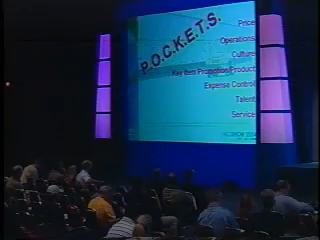 P.O.C.K.E.T.S.
Price
Operations
Culture
Key Item Promotion/Product
Expense Control
Talent
Service